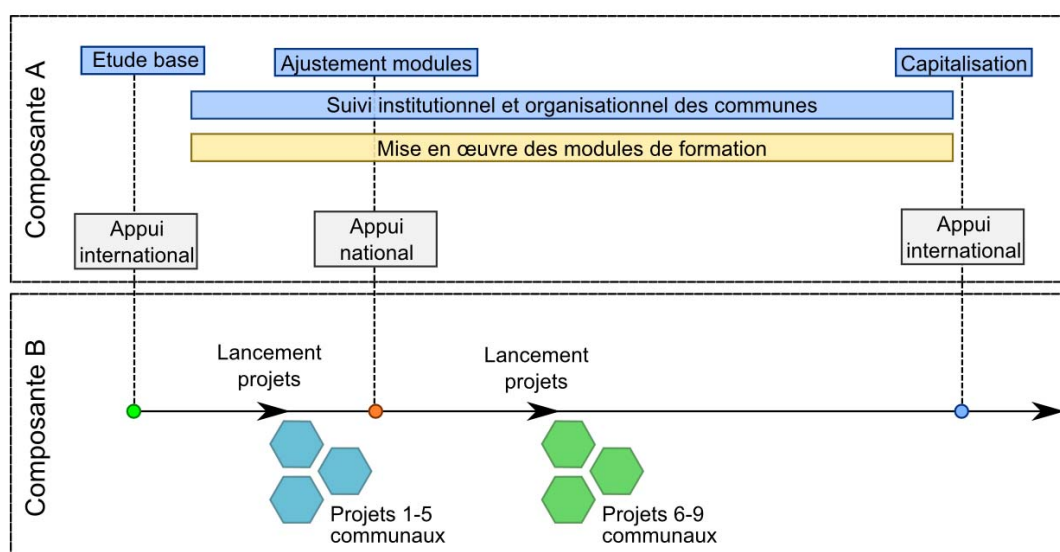 Composante A
Etude base
Ajustement modules
Capitalisation
Suivi institutionnel et organisationnel des communes
Mise en œuvre des modules de formation
Appui
international
Appui
national
Appui
international
Composante B
Lancement
projets
Lancement
projets
Projets 1-5
communaux
Projets 6-9
communaux